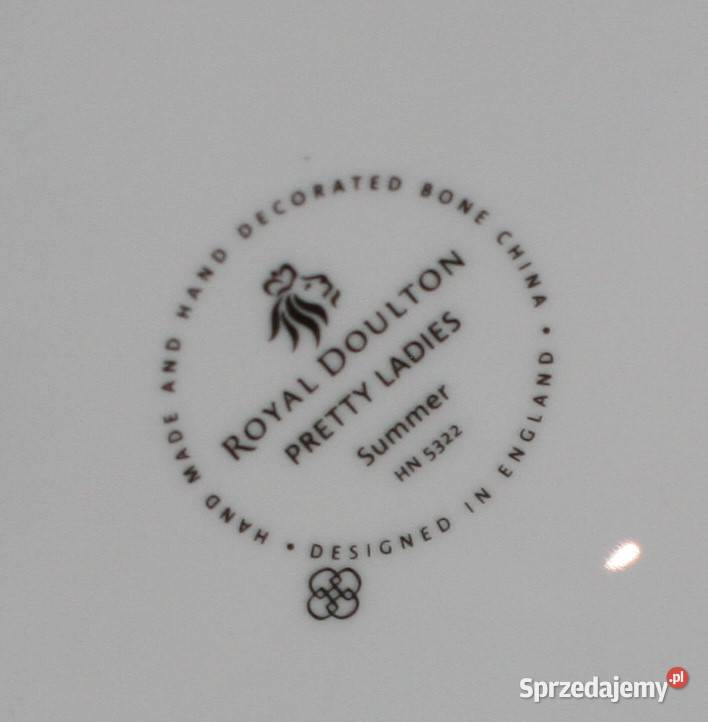 HAND MADE AND HAND DECORATED BONE CHINA •
DESIGNED IN ENGLAND •
ROYAL DOULTON
PRETTY LADIES
Summer
HN 5322
Sprzedajemy.pl